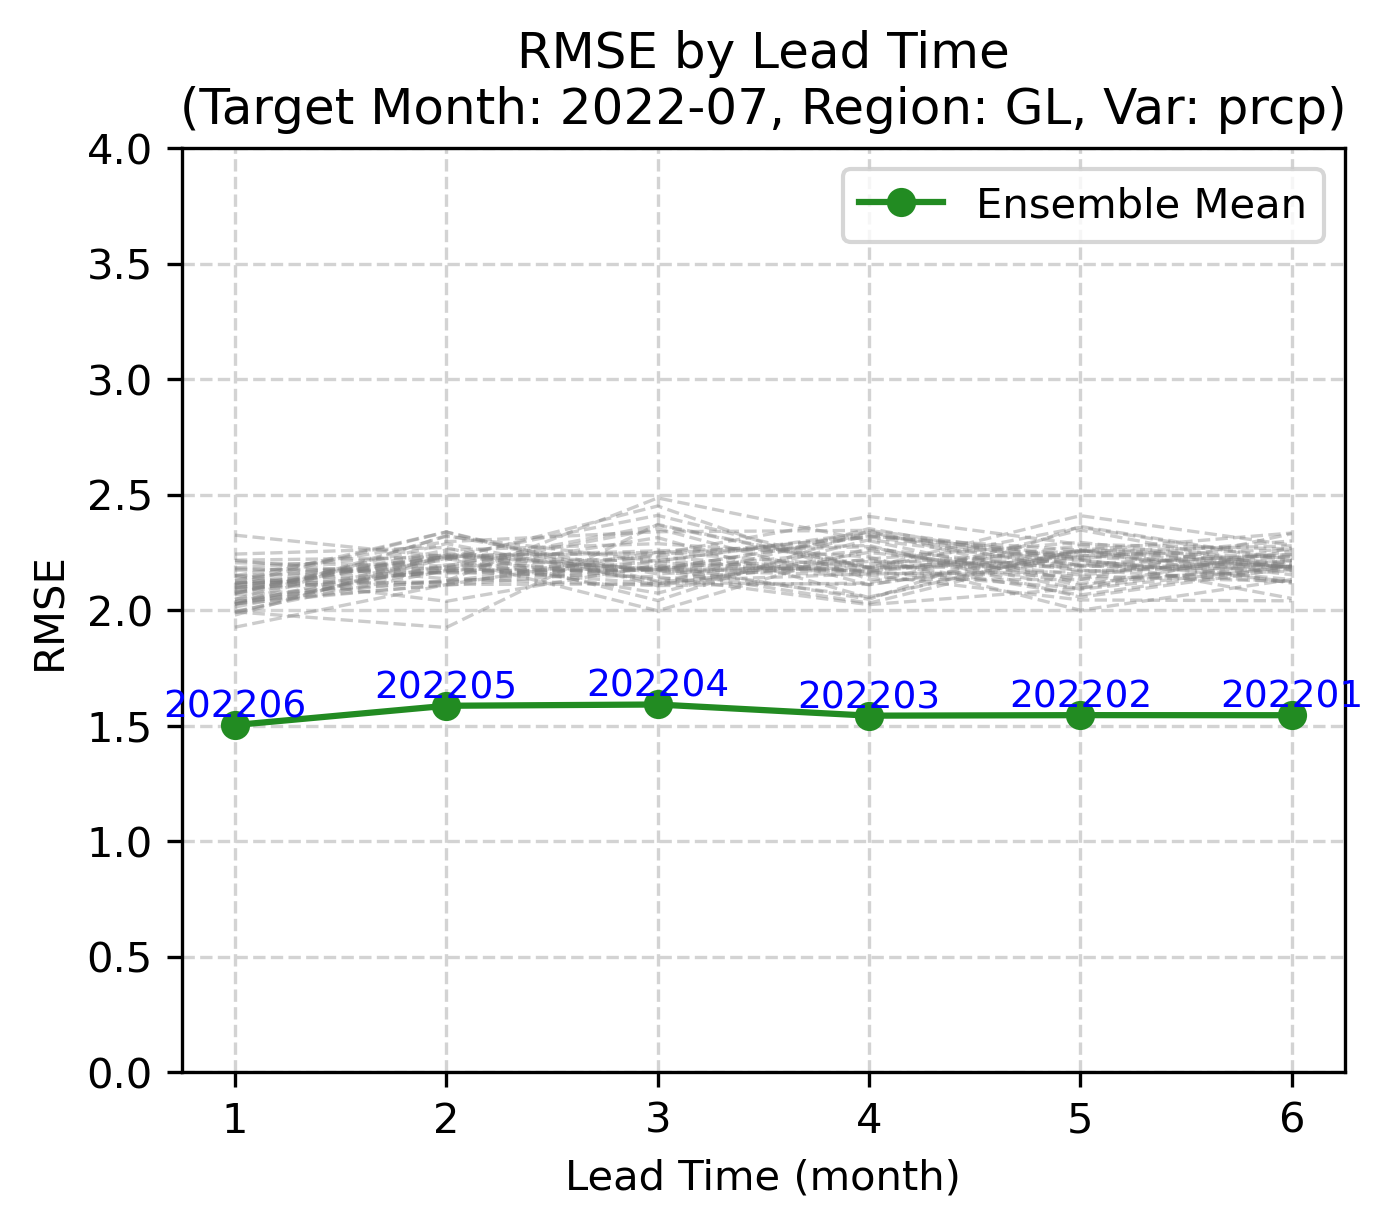 RMSE by Lead Time
(Target Month: 2022-07, Region: GL, Var: prcp)
4.0
3.5
3.0
2.5
2.0
1.5
1.0
0.5
0.0
RMSE
Ensemble Mean
202206
202205
202204
202203
202202
202201
1 2 3 4 5 6
Lead Time (month)